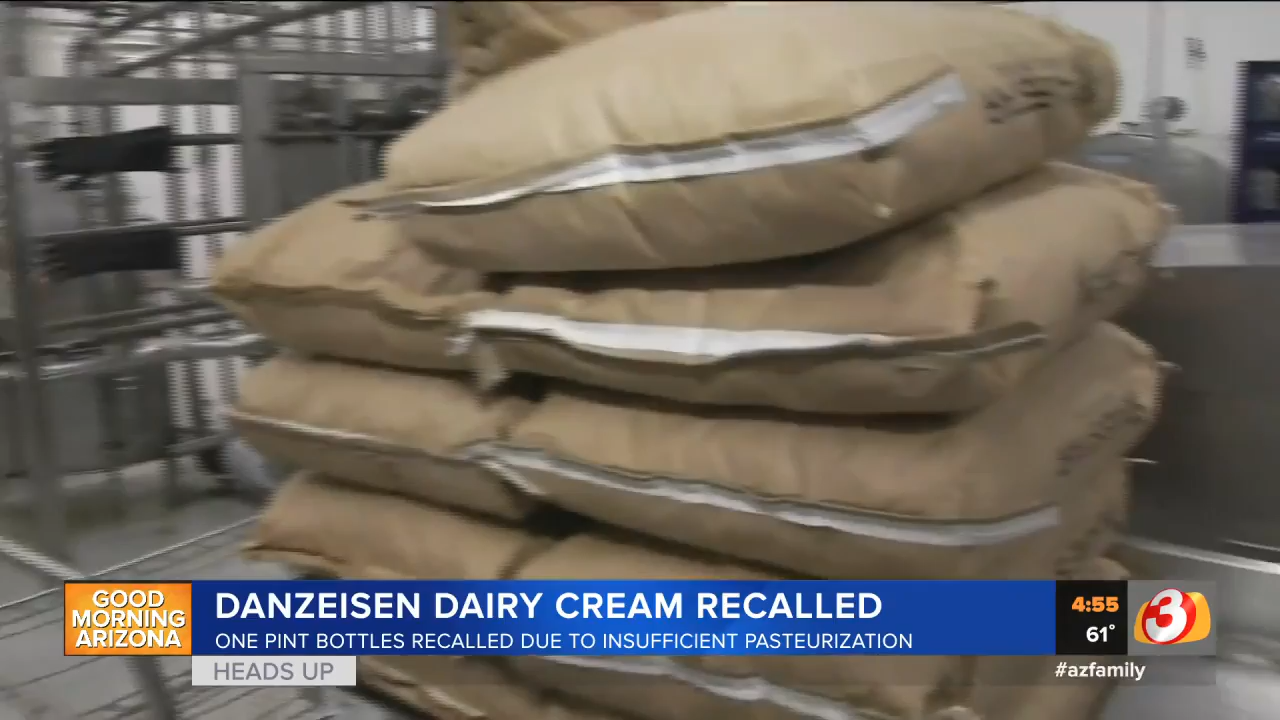 GOOD
MORNING
ARIZONA
DANZEISEN DAIRY CREAM RECALLED
ONE PINT BOTTLES RECALLED DUE TO INSUFFICIENT PASTEURIZATION
HEADS UP
4:55
61°
3
#azfamily